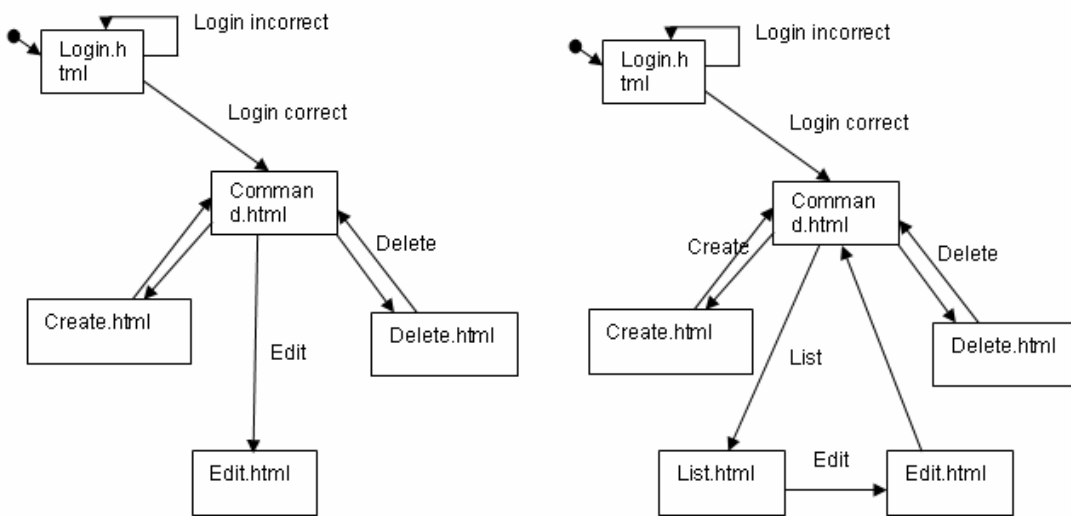 Login incorrect
Login.h
tml
Login correct
Comman
d.html
Delete
Create.html
Delete.html
Edit
Edit.html
Login incorrect
Login.h
tml
Login correct
Comman
d.html
Create
Delete
Create.html
Delete.html
List
List.html
Edit
Edit.html